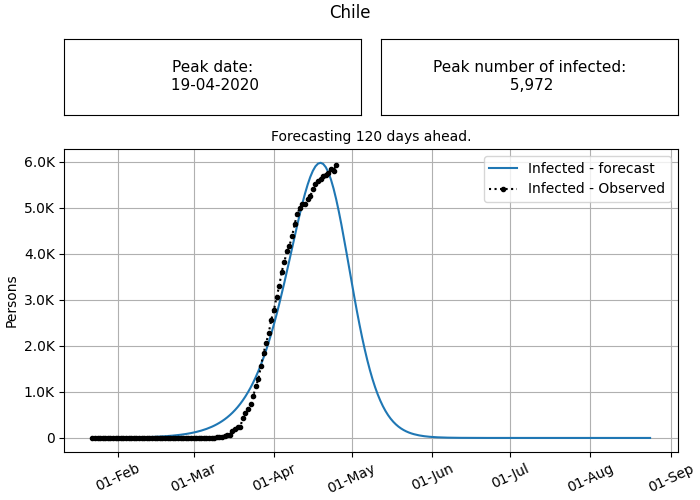 Chile
Peak date:
19-04-2020
Peak number of infected:
5,972
Forecasting 120 days ahead.
Infected - forecast
Infected - Observed
6.0K
5.0K
4.0K
3.0K
2.0K
1.0K
0
Persons
01-Feb
01-Mar
01-Apr
01-May
01-Jun
01-Jul
01-Aug
01-Sep